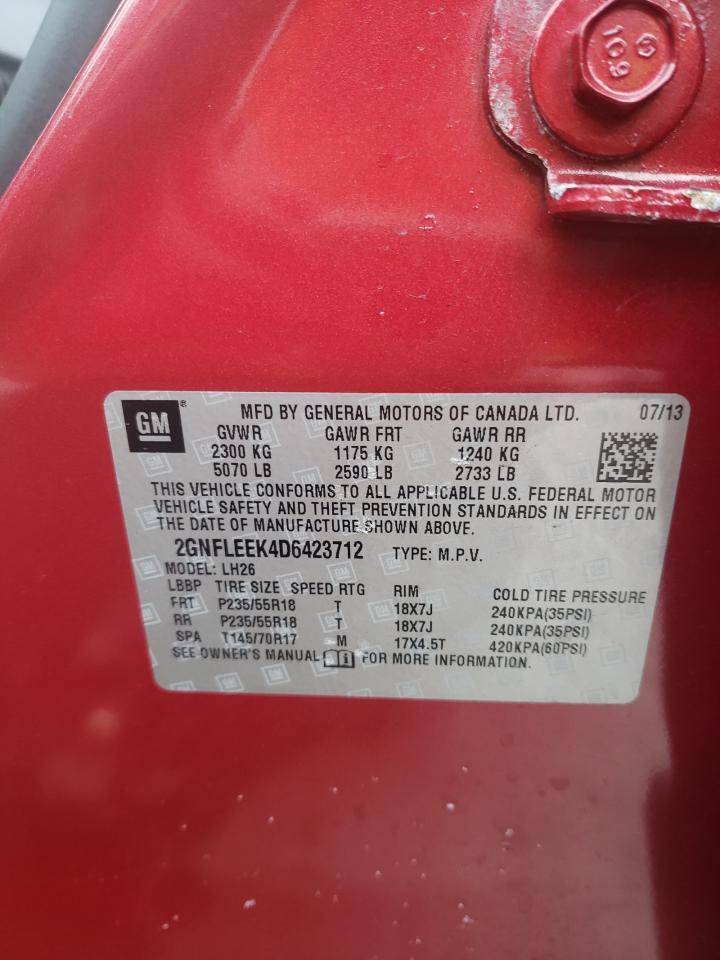 109
GM ®
MFD BY GENERAL MOTORS OF CANADA LTD. 07/13
GVWR GAWR FRT GAWR RR
2300 KG 1175 KG 1240 KG
5070 LB 2590 LB 2733 LB
THIS VEHICLE CONFORMS TO ALL APPLICABLE U.S. FEDERAL MOTOR
VEHICLE SAFETY AND THEFT PREVENTION STANDARDS IN EFFECT ON
THE DATE OF MANUFACTURE SHOWN ABOVE.
2GNFLEEK4D6423712 TYPE: M.P.V.
MODEL: LH26
LBBP TIRE SIZE SPEED RTG RIM COLD TIRE PRESSURE
FRT P235/55R18 T 18X7J 240KPA(35PSI)
RR P235/55R18 T 18X7J 240KPA(35PSI)
SPA T145/70R17 M 17X4.5T 420KPA(60PSI)
SEE OWNER'S MANUAL FOR MORE INFORMATION.